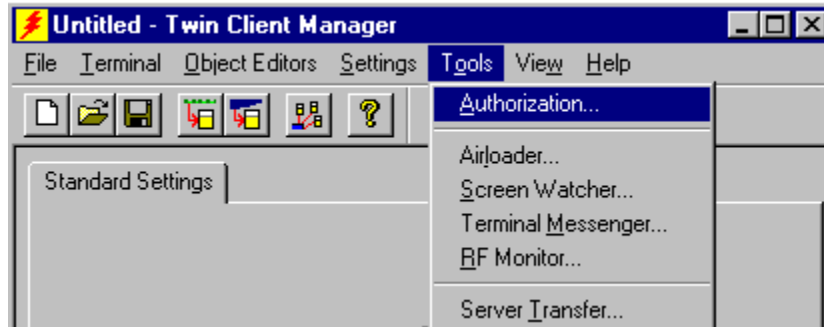 Untitled - Twin Client Manager
File Terminal Object Editors Settings Tools View Help
Authorization...
Airloader...
Standard Settings
Screen Watcher...
Terminal Messenger...
RF Monitor...
Server Transfer...